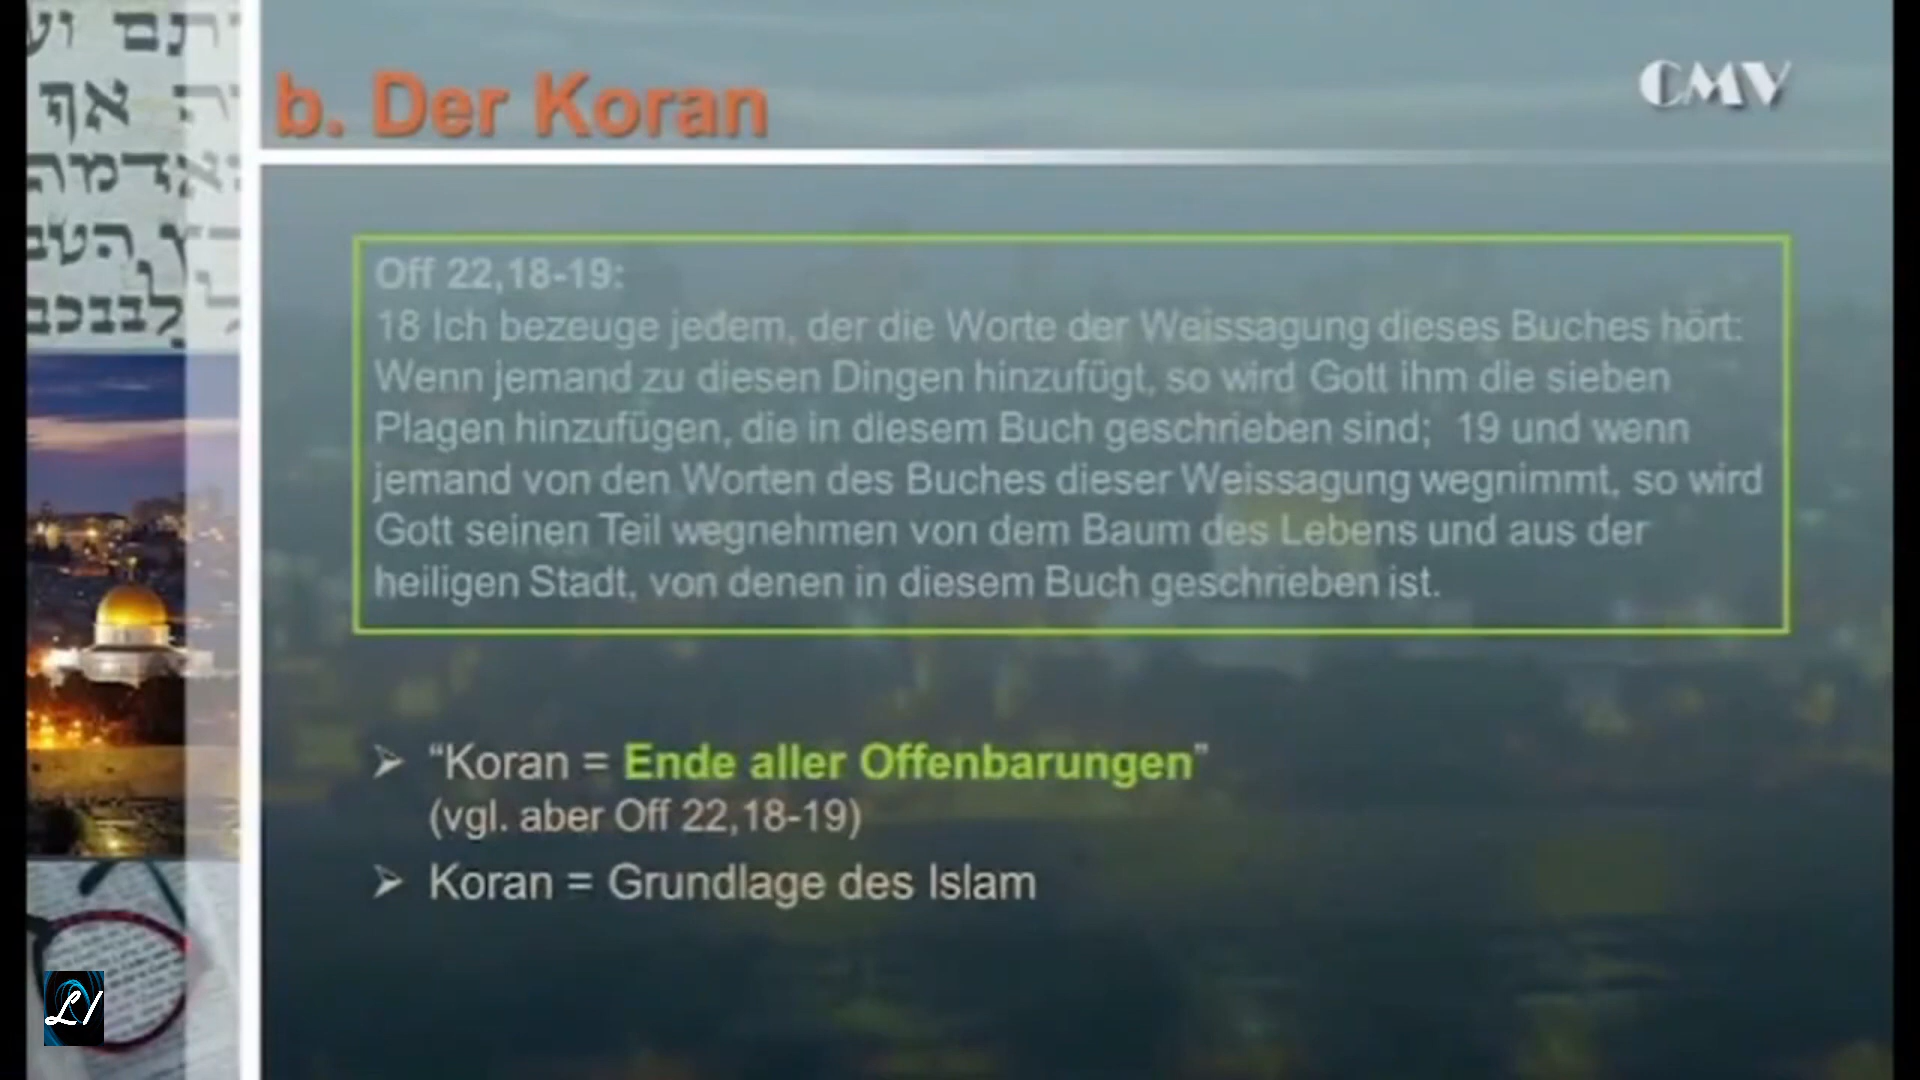 b. Der Koran
CMV
Off 22,18-19:
18 Ich bezeuge jedem, der die Worte der Weissagung dieses Buches hört:
Wenn jemand zu diesen Dingen hinzufügt, so wird Gott ihm die sieben
Plagen hinzufügen, die in diesem Buch geschrieben sind; 19 und wenn
jemand von den Worten des Buches dieser Weissagung wegnimmt, so wird
Gott seinen Teil wegnehmen von dem Baum des Lebens und aus der
heiligen Stadt, von denen in diesem Buch geschrieben ist.
“Koran = Ende aller Offenbarungen”
(vgl. aber Off 22,18-19)
Koran = Grundlage des Islam
אף